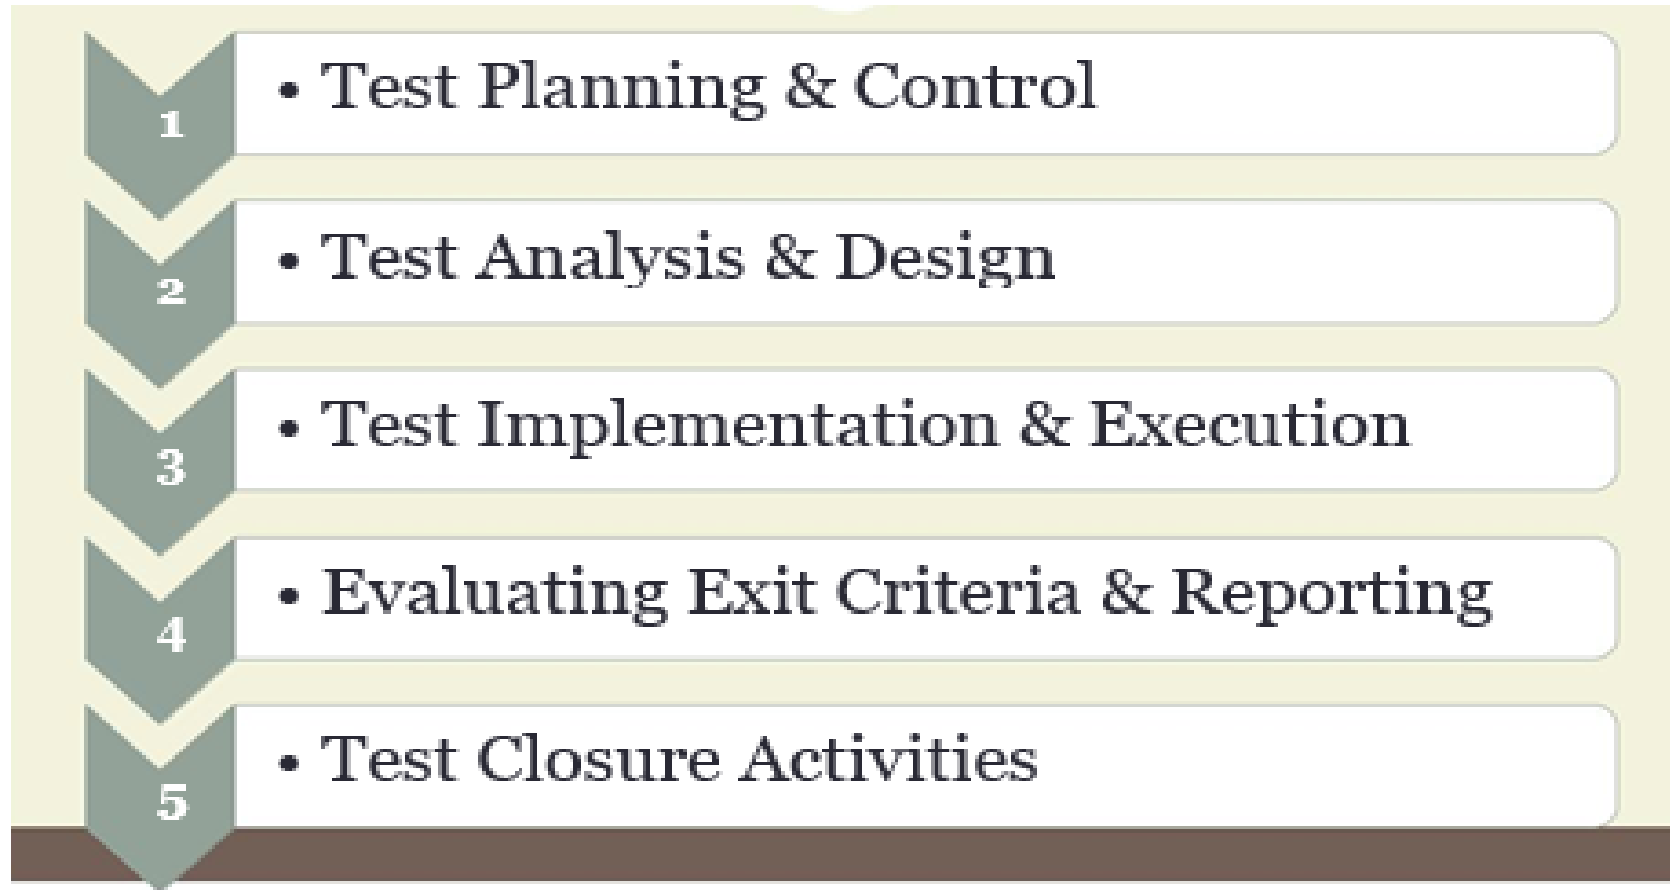 1
• Test Planning & Control
2
• Test Analysis & Design
3
• Test Implementation & Execution
4
• Evaluating Exit Criteria & Reporting
5
• Test Closure Activities